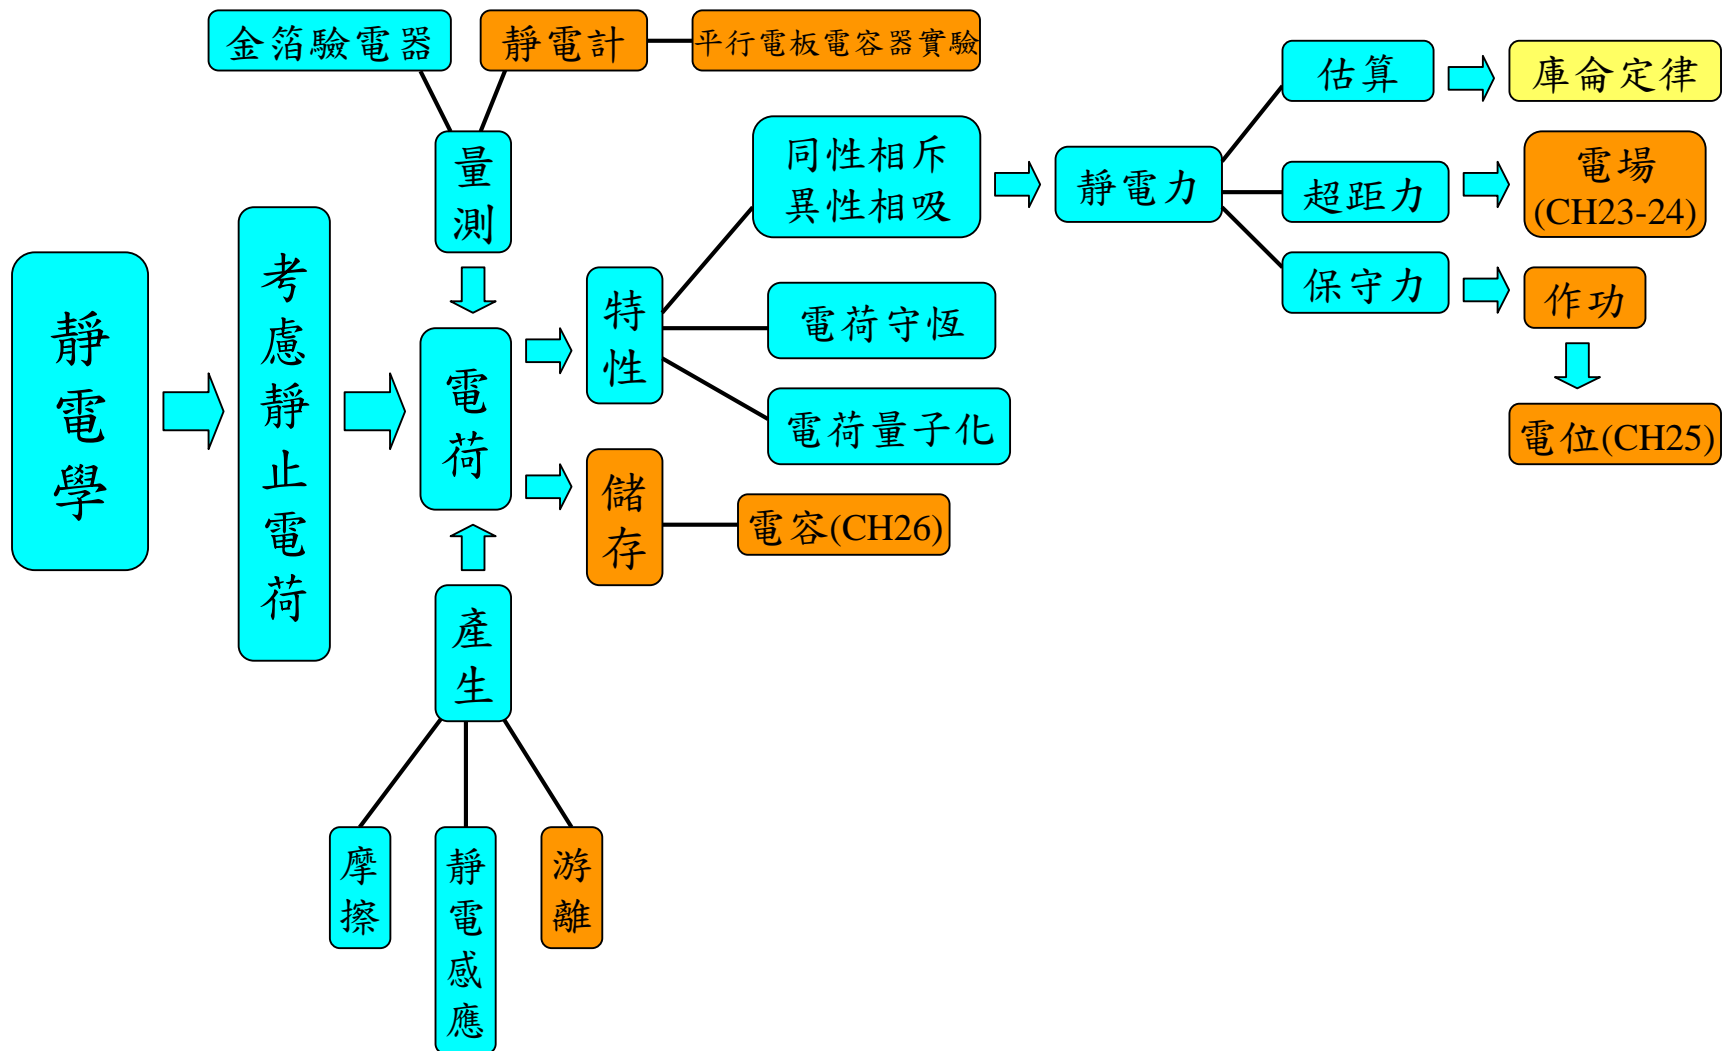 金箔驗電器
靜電計
平行電板電容器實驗
估算
庫侖定律
量
測
同性相斥
異性相吸
靜電力
超距力
電場
(CH23-24)
靜
電
學
考
慮
靜
止
電
荷
特
性
電荷守恆
保守力
作功
電
荷
電荷量子化
電位(CH25)
儲
存
電容(CH26)
產
生
摩
擦
靜
電
感
應
游
離